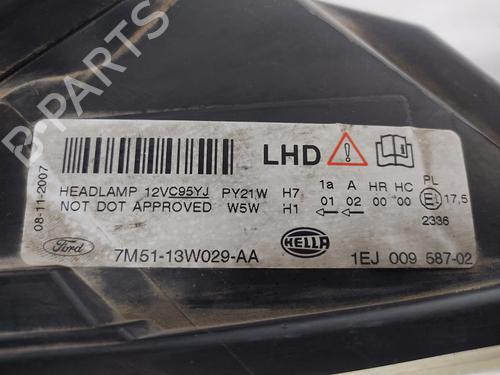 B-PARTS
LHD
08-11-2007
HEADLAMP 12VC95YJ PY21W H7 1a A HR HC PL
NOT DOT APPROVED W5W H1 01 02 00 00 E1 17,5
← ← 2336
Ford 7M51-13W029-AA HELLA 1EJ 009 587-02